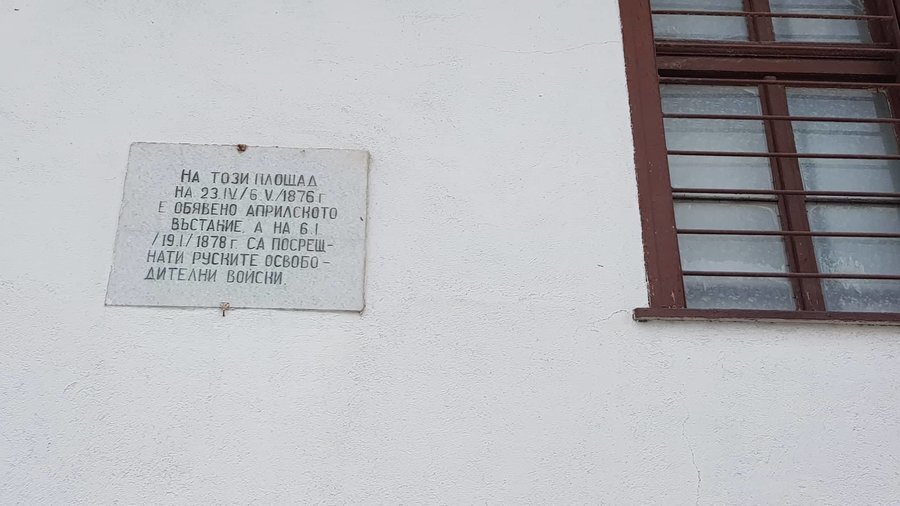 НА ТОЗИ ПЛОЩАД
НА 23.IV./6.V./1876 Г.
Е ОБЯВЕНО АПРИЛСКОТО
ВЪСТАНИЕ, А НА 6.I.
/19.I./1878 Г. СА ПОСРЕЩ-
НАТИ РУСКИТЕ ОСВОБО-
ДИТЕЛНИ ВОЙСКИ.